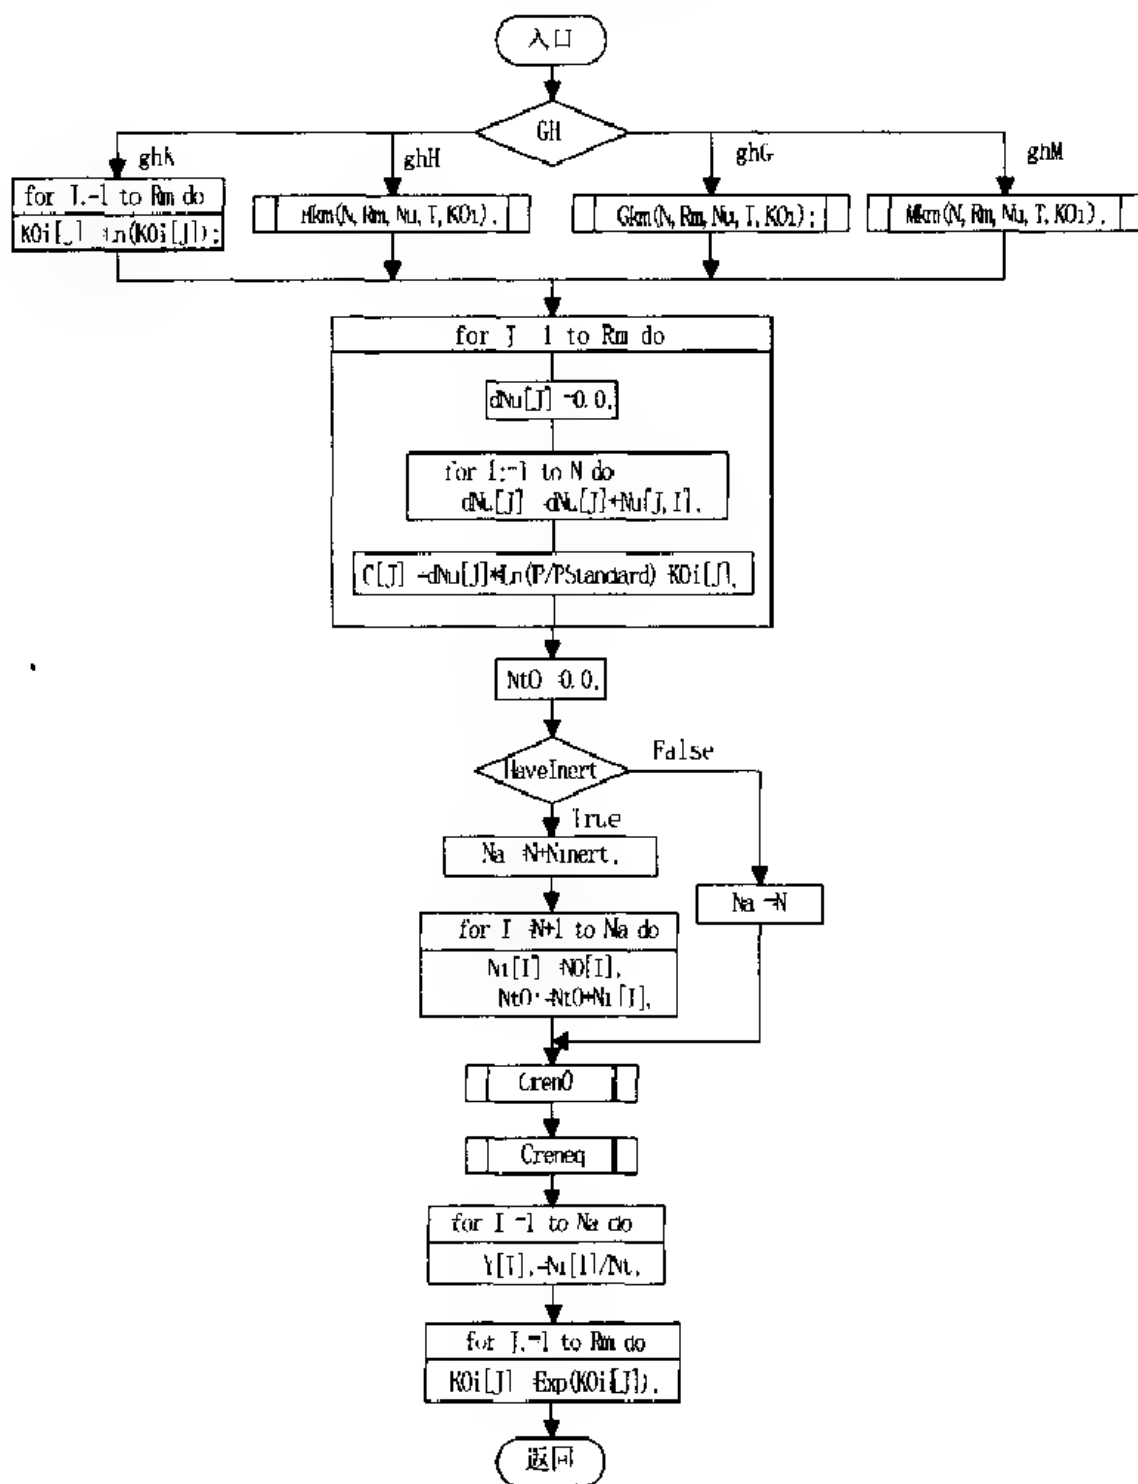 入口
GH
ghK
ghH
ghG
ghM
for J:=1 to Rm do
KOi[J]:=Ln(KOi[J]);
Hkm(N, Rm, Nu, T, KOi);
Gkm(N, Rm, Nu, T, KOi);
Mkm(N, Rm, Nu, T, KOi);
for J:=1 to Rm do
dNu[J]:=0.0;
for I:=1 to N do
dNu[J]:=dNu[J]+Nu[J,I];
C[J]:=dNu[J]*Ln(P/PStandard)-KOi[J];
Nt0:=0.0;
HaveInert
False
True
Na:=N+Ninert;
Na:=N
for I:=N+1 to Na do
Ni[I]:=N0[I];
Nt0:=Nt0+Ni[I];
Cren0
Creneq
for I:=1 to Na do
Y[I]:=Ni[I]/Nt;
for J:=1 to Rm do
KOi[J]:=Exp(KOi[J]);
返回